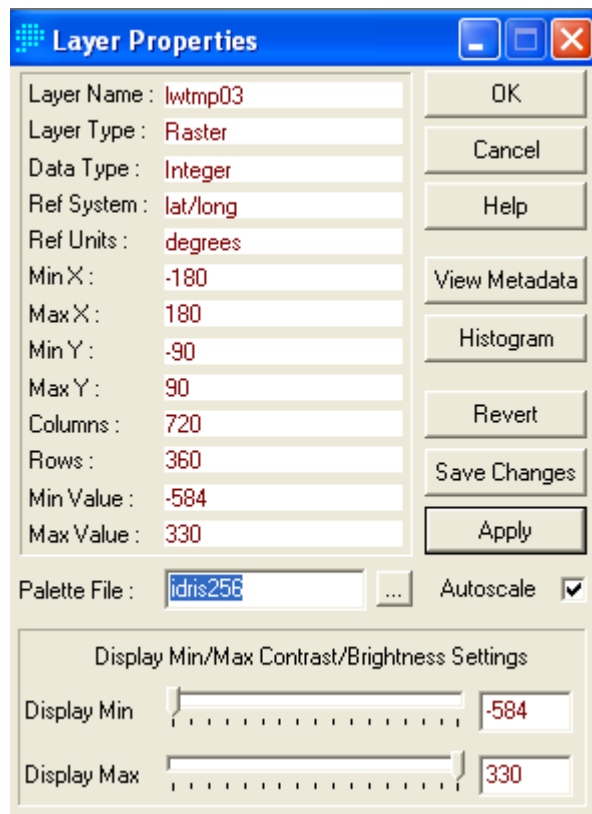 Layer Properties
Layer Name : lwtmp03
OK
Layer Type : Raster
Data Type : Integer
Cancel
Ref System : lat/long
Help
Ref Units : degrees
Min X : -180
View Metadata
Max X : 180
Histogram
Min Y : -90
Max Y : 90
Columns : 720
Revert
Rows : 360
Save Changes
Min Value : -584
Max Value : 330
Apply
Palette File : idris256 ... Autoscale
Display Min/Max Contrast/Brightness Settings
Display Min -584
Display Max 330